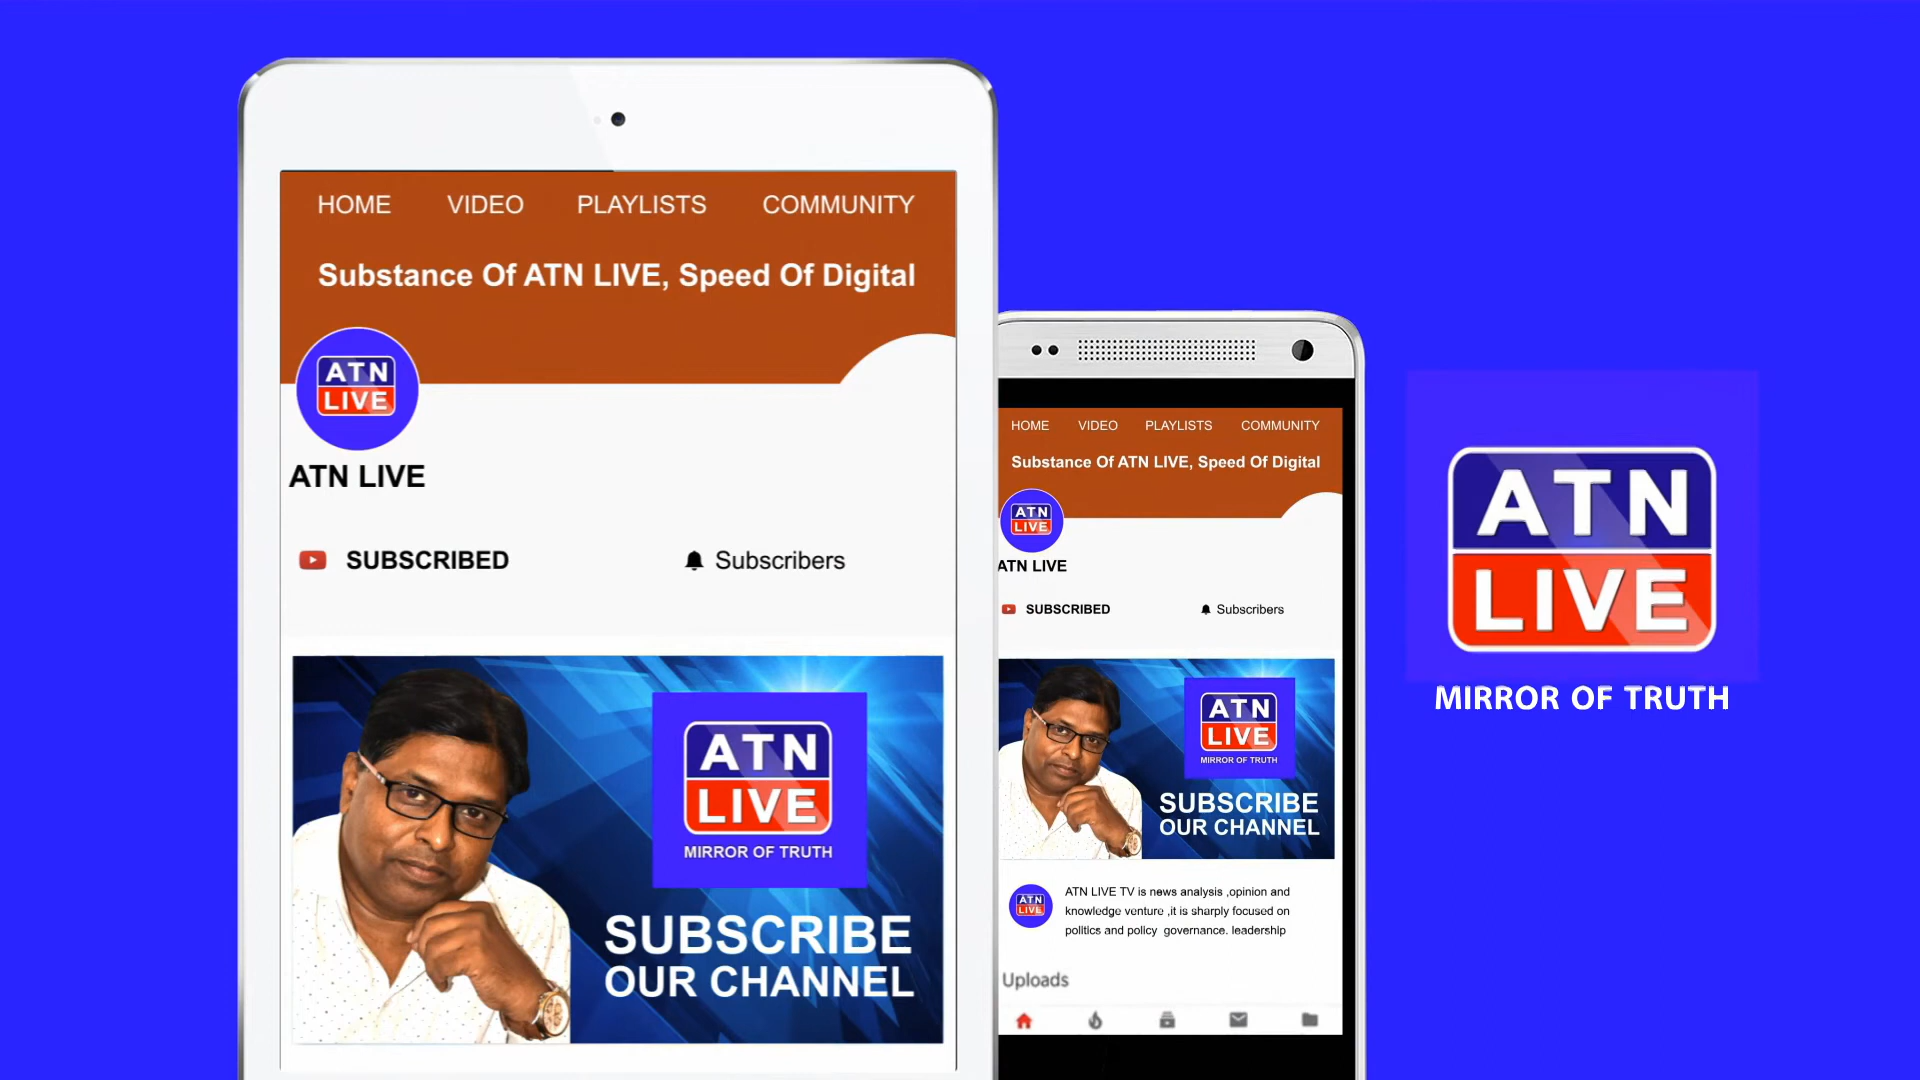 HOME VIDEO PLAYLISTS COMMUNITY
Substance Of ATN LIVE, Speed Of Digital
ATN
LIVE
ATN LIVE
SUBSCRIBED Subscribers
ATN
LIVE
MIRROR OF TRUTH
SUBSCRIBE
OUR CHANNEL
HOME VIDEO PLAYLISTS COMMUNITY
Substance Of ATN LIVE, Speed Of Digital
ATN
LIVE
ATN LIVE
SUBSCRIBED Subscribers
ATN
LIVE
MIRROR OF TRUTH
SUBSCRIBE
OUR CHANNEL
ATN
LIVE
ATN LIVE TV is news analysis ,opinion and
knowledge venture ,it is sharply focused on
politics and policy governance. leadership
Uploads
ATN
LIVE
MIRROR OF TRUTH